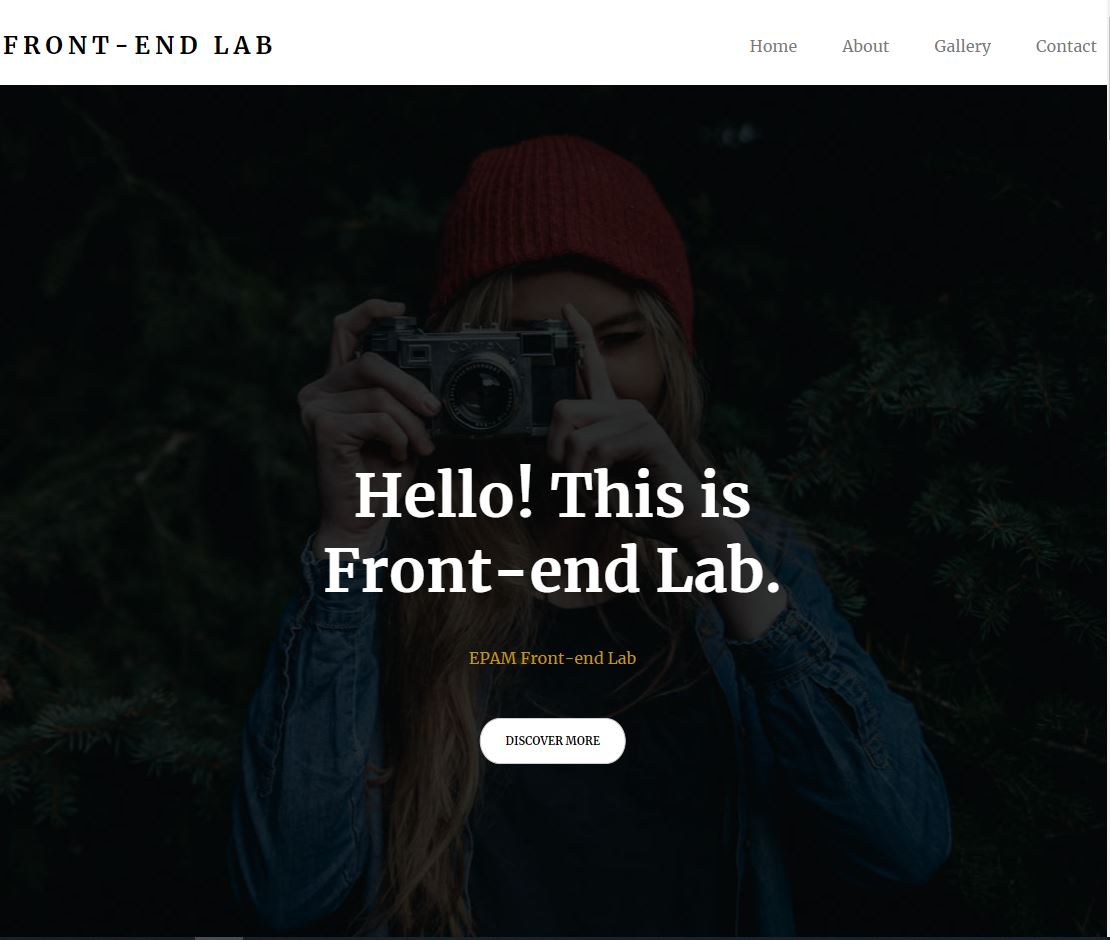 FRONT-END LAB
Home About Gallery Contact
Contax
Hello! This is
Front-end Lab.
EPAM Front-end Lab
DISCOVER MORE